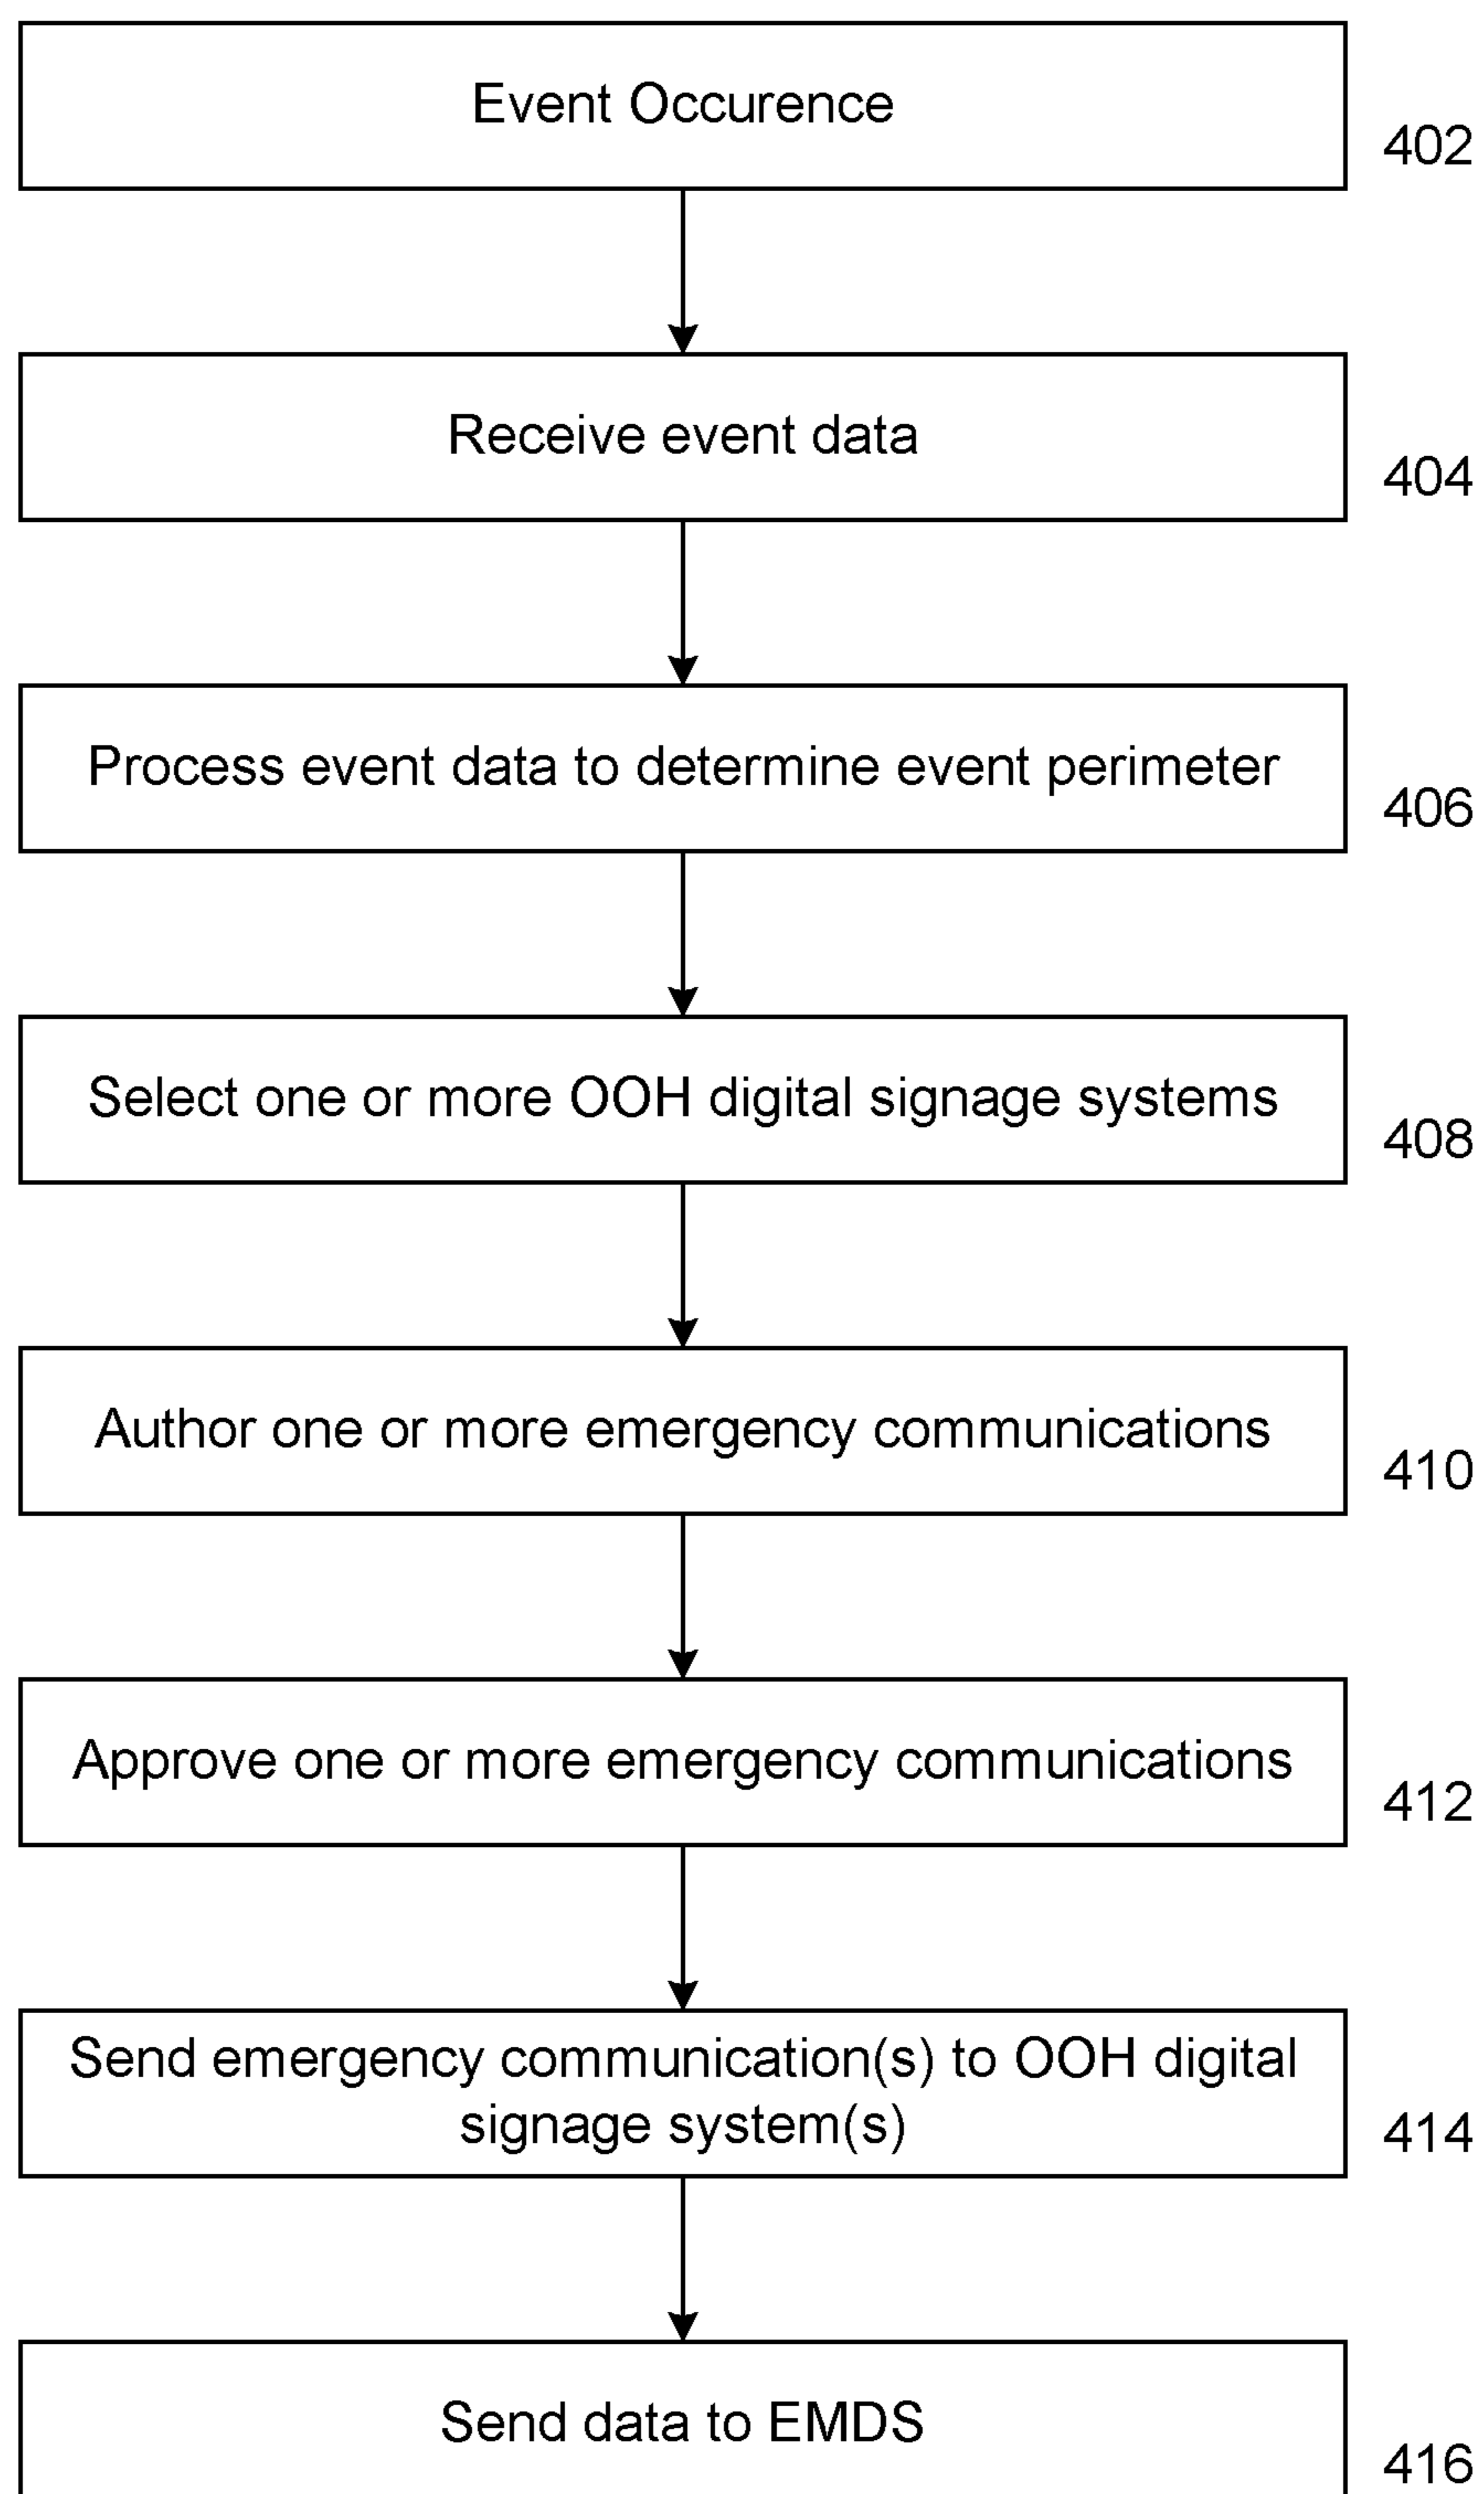 Event Occurence
402
Receive event data
404
Process event data to determine event perimeter
406
Select one or more OOH digital signage systems
408
Author one or more emergency communications
410
Approve one or more emergency communications
412
Send emergency communication(s) to OOH digital
signage system(s)
414
Send data to EMDS
416